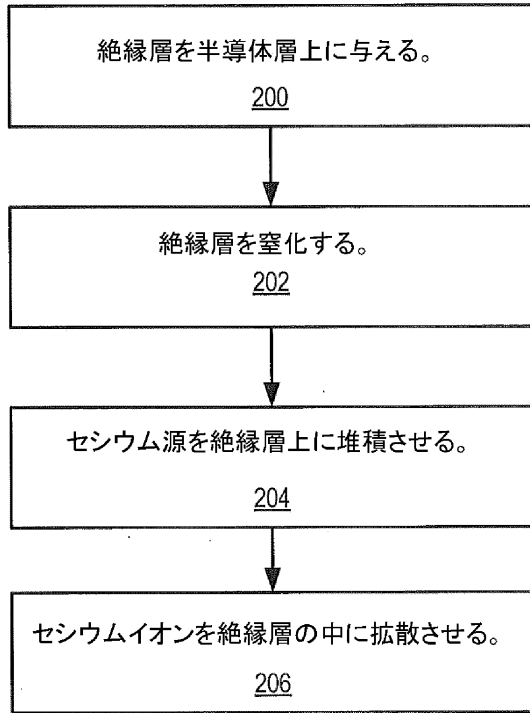 絶縁層を半導体層上に与える。
200
絶縁層を窒化する。
202
セシウム源を絶縁層上に堆積させる。
204
セシウムイオンを絶縁層の中に拡散させる。
206